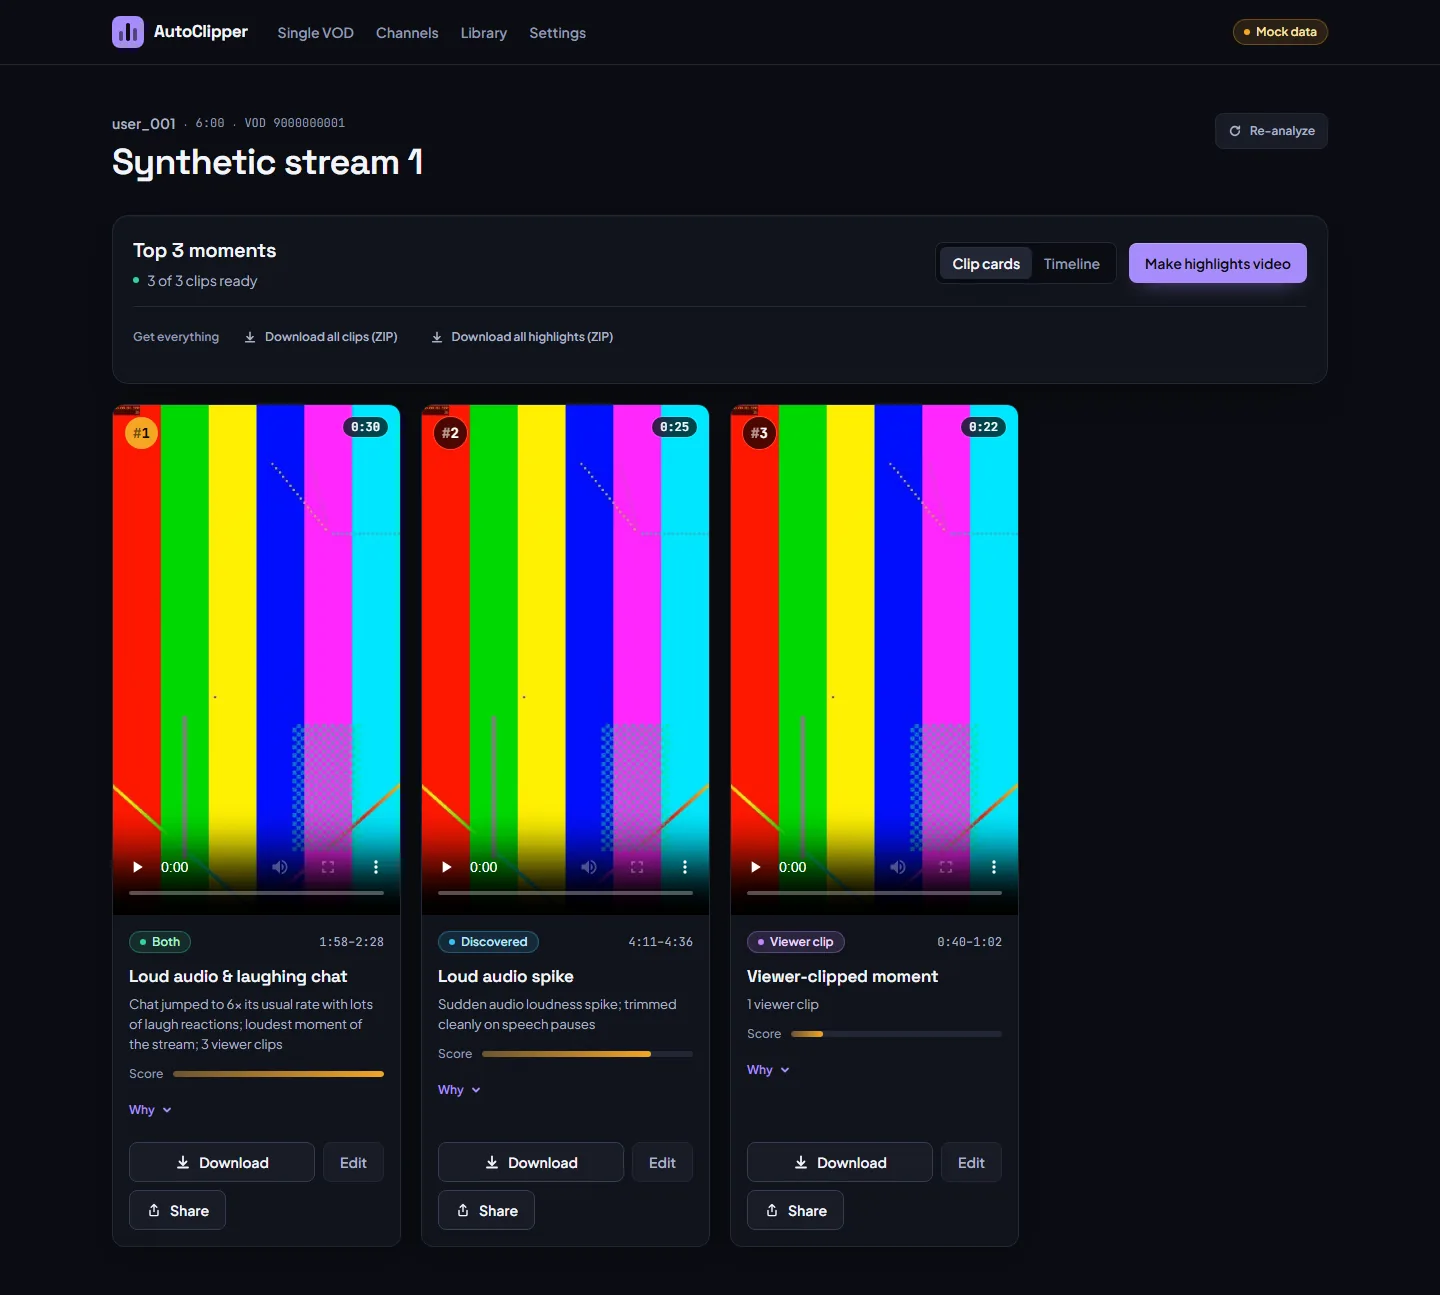 AutoClipper
Single VOD
Channels
Library
Settings
Mock data
user_001 · 6:00 · VOD 9000000001
Synthetic stream 1
Re-analyze
Top 3 moments
3 of 3 clips ready
Clip cards
Timeline
Make highlights video
Get everything
Download all clips (ZIP)
Download all highlights (ZIP)
#1
0:30
0:00
Both
1:58–2:28
Loud audio & laughing chat
Chat jumped to 6× its usual rate with lots
of laugh reactions; loudest moment of
the stream; 3 viewer clips
Score
Why
Download
Edit
Share
#2
0:25
0:00
Discovered
4:11–4:36
Loud audio spike
Sudden audio loudness spike; trimmed
cleanly on speech pauses
Score
Why
Download
Edit
Share
#3
0:22
0:00
Viewer clip
0:40–1:02
Viewer-clipped moment
1 viewer clip
Score
Why
Download
Edit
Share